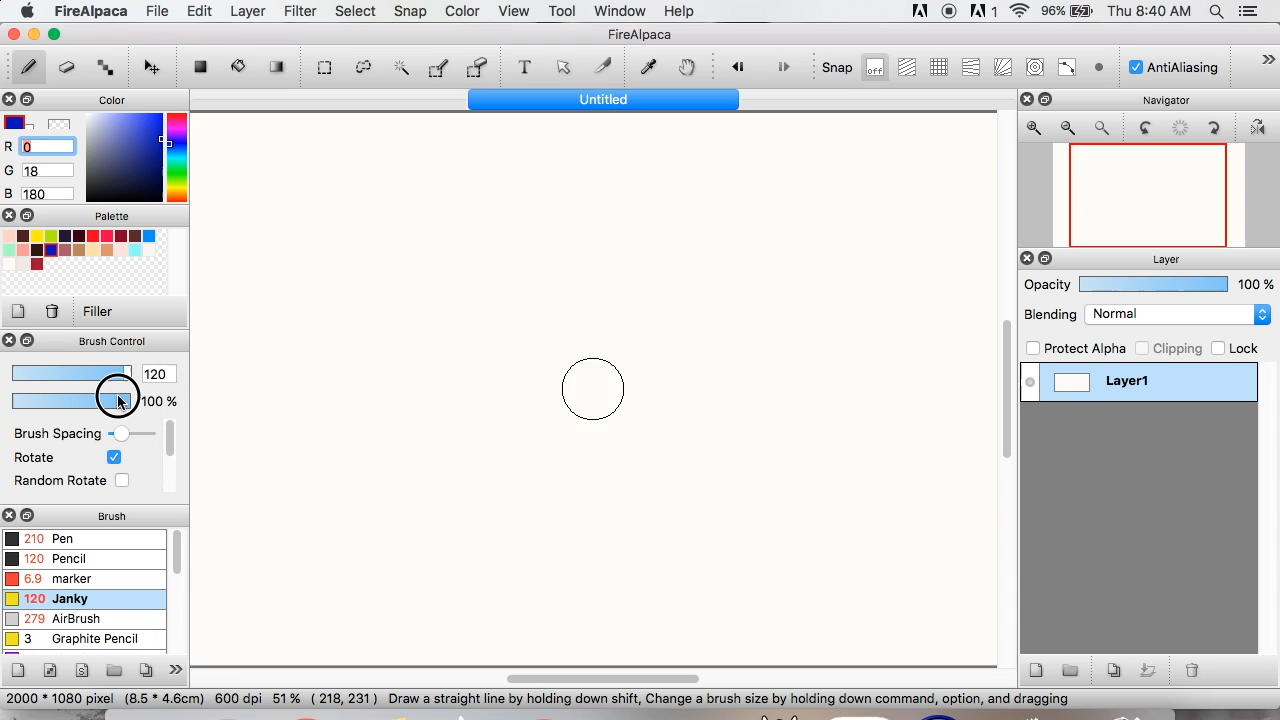 FireAlpaca File Edit Layer Filter Select Snap Color View Tool Window Help 1 96% Thu 8:40 AM
FireAlpaca
T Snap off AntiAliasing »
Color Untitled Navigator
R 0
G 18
B 180
Palette
Filler
Brush Control
120
100 %
Brush Spacing
Rotate
Random Rotate
Brush
210 Pen
120 Pencil
6.9 marker
120 Janky
279 AirBrush
3 Graphite Pencil
S »
Layer
Opacity 100 %
Blending Normal
Protect Alpha Clipping Lock
Layer1
2000 * 1080 pixel (8.5 * 4.6cm) 600 dpi 51 % ( 218, 231 ) Draw a straight line by holding down shift, Change a brush size by holding down command, option, and dragging